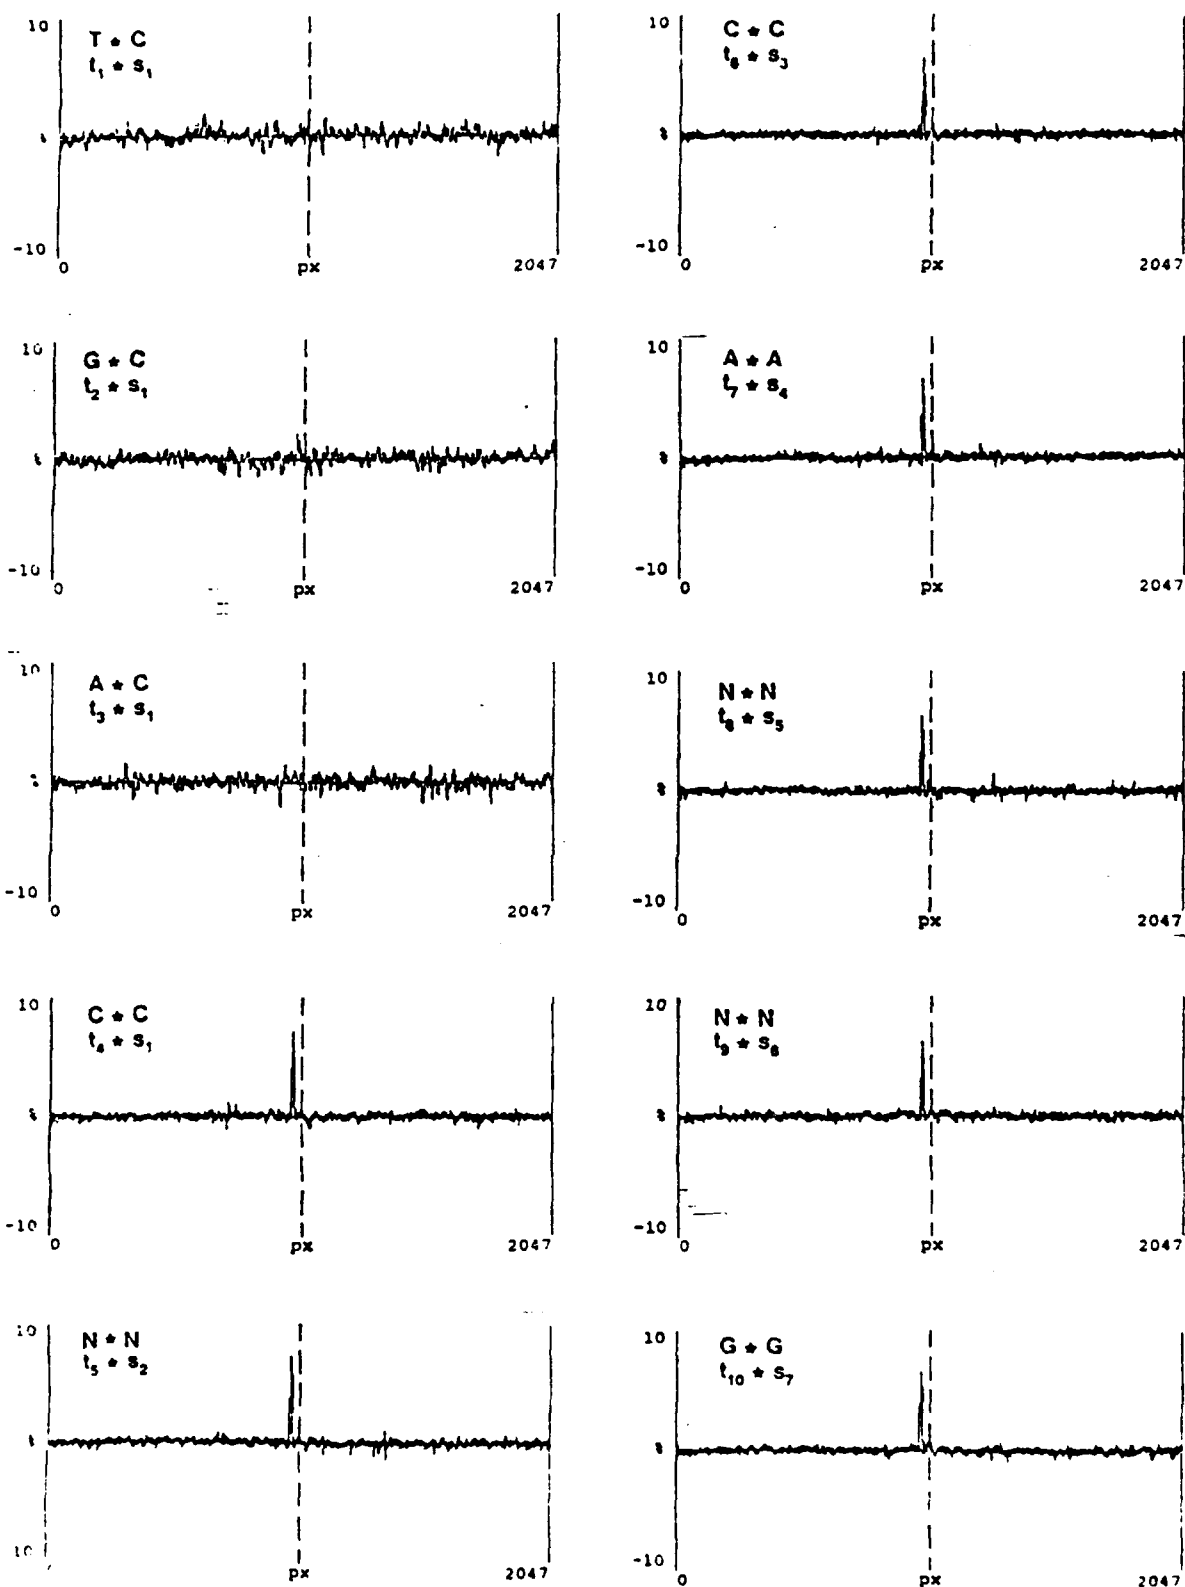 10
T * C
t₁ * s₁
%
-10
0 px 2047
10
G * C
t₂ * s₁
%
-10
0 px 2047
10
A * C
t₃ * s₁
%
-10
0 px 2047
10
C * C
t₄ * s₁
%
-10
0 px 2047
10
N * N
t₅ * s₂
%
10
px 2047
10
C * C
t₆ * s₃
%
-10
0 px 2047
10
A * A
t₇ * s₄
%
-10
0 px 2047
10
N * N
t₈ * s₅
%
-10
0 px 2047
10
N * N
t₉ * s₆
%
-10
0 px 2047
10
G * G
t₁₀ * s₇
%
-10
0 px 2047